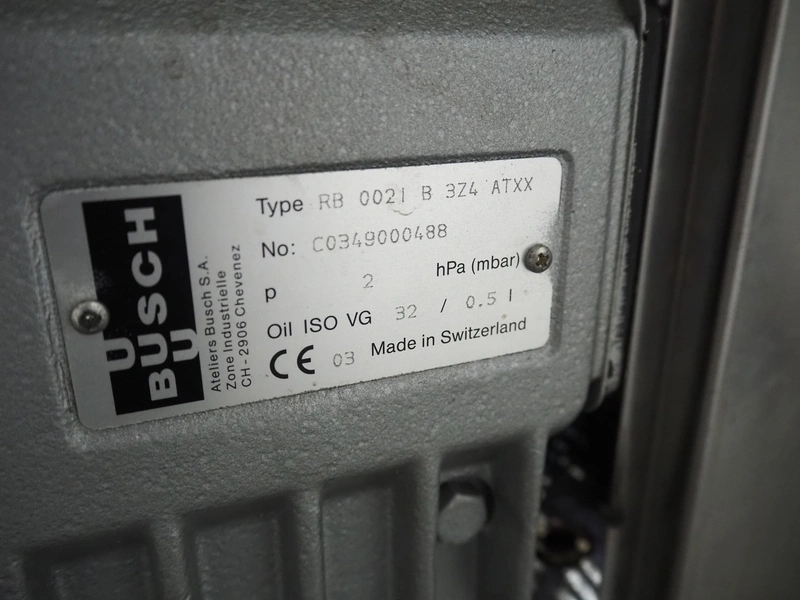 BUSCH
U
U
Ateliers Busch S.A.
Zone Industrielle
CH - 2906 Chevenez
Type RB 0021 B 3Z4 ATXX
No: C0349000488
p 2 hPa (mbar)
Oil ISO VG 32 / 0.5 l
CE 03 Made in Switzerland